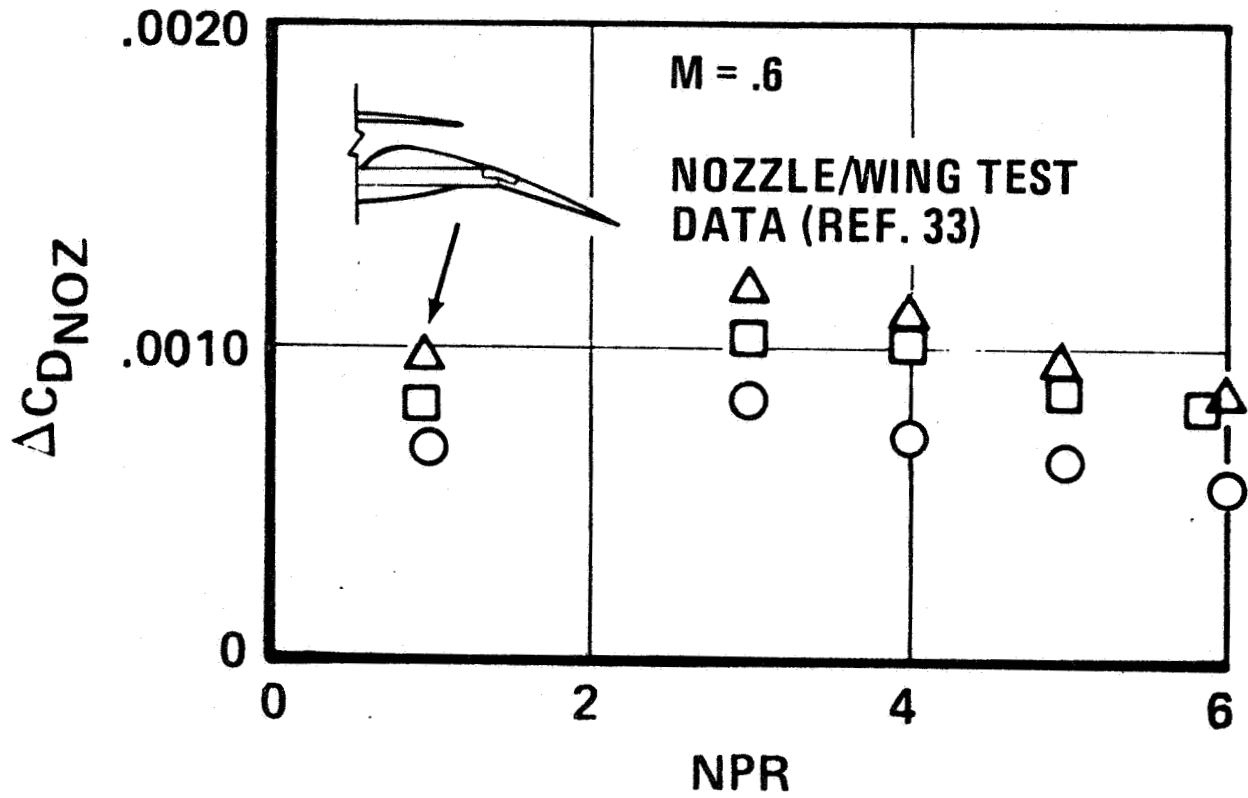 .0020
M = .6
NOZZLE/WING TEST
DATA (REF. 33)
ΔCDNOZ
.0010
0
0 2 4 6
NPR